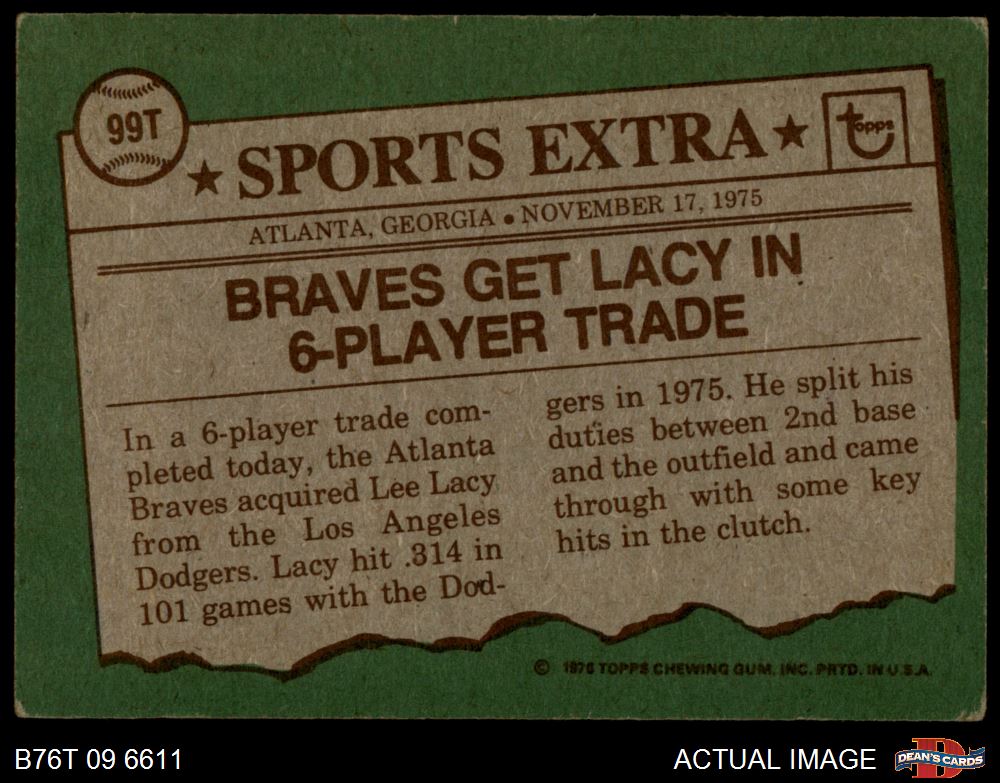 99T
★ SPORTS EXTRA ★
topps
ATLANTA, GEORGIA • NOVEMBER 17, 1975
BRAVES GET LACY IN
6-PLAYER TRADE
In a 6-player trade com-
pleted today, the Atlanta
Braves acquired Lee Lacy
from the Los Angeles
Dodgers. Lacy hit .314 in
101 games with the Dod-
gers in 1975. He split his
duties between 2nd base
and the outfield and came
through with some key
hits in the clutch.
© 1976 TOPPS CHEWING GUM, INC. PRTD. IN U.S.A.
B76T 09 6611
ACTUAL IMAGE
D
DEAN'S CARDS